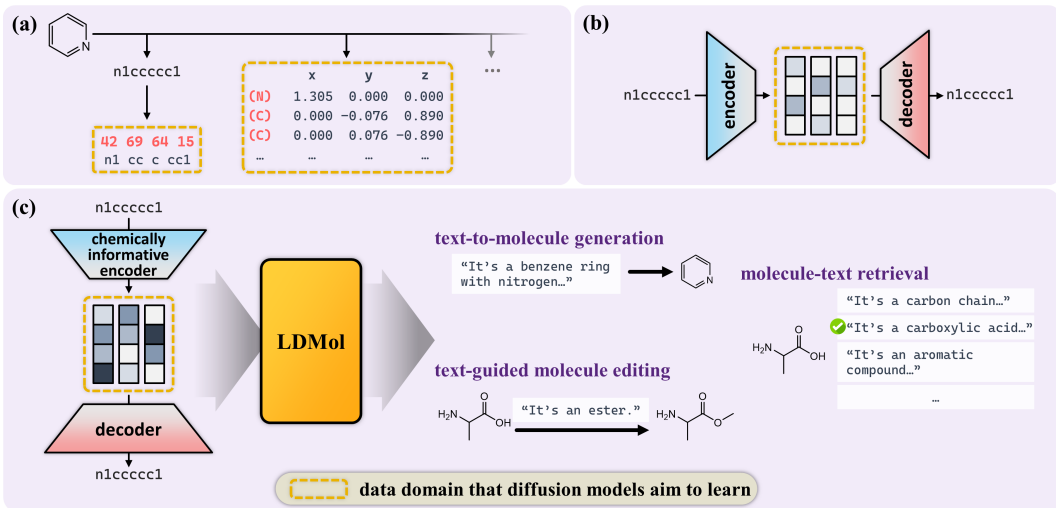 (a)
N
n1ccccc1
42 69 64 15
n1 cc c cc1
x y z
(N) 1.305 0.000 0.000
(C) 0.000 −0.076 0.890
(C) 0.000 0.076 −0.890
… … … …
…
(b)
n1ccccc1
encoder
decoder
n1ccccc1
(c)
n1ccccc1
chemically
informative
encoder
decoder
n1ccccc1
LDMol
text-to-molecule generation
“It’s a benzene ring
with nitrogen…”
N
text-guided molecule editing
H₂N
O
OH
“It’s an ester.”
H₂N
O
O
molecule-text retrieval
H₂N
O
OH
“It’s a carbon chain…”
“It’s a carboxylic acid…”
“It’s an aromatic
compound…”
…
data domain that diffusion models aim to learn